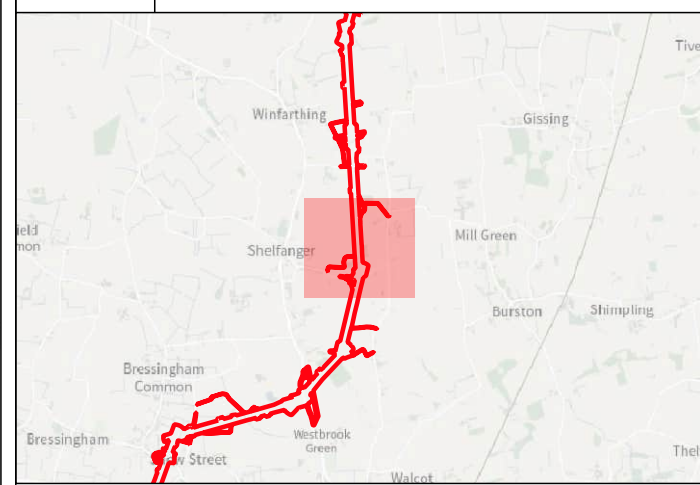 Tive
Winfarthing
Gissing
ield
mon
Shelfanger
Mill Green
Burston
Shimpling
Bressingham
Common
Bressingham
Westbrook
Green
Street
Thel
Walcot